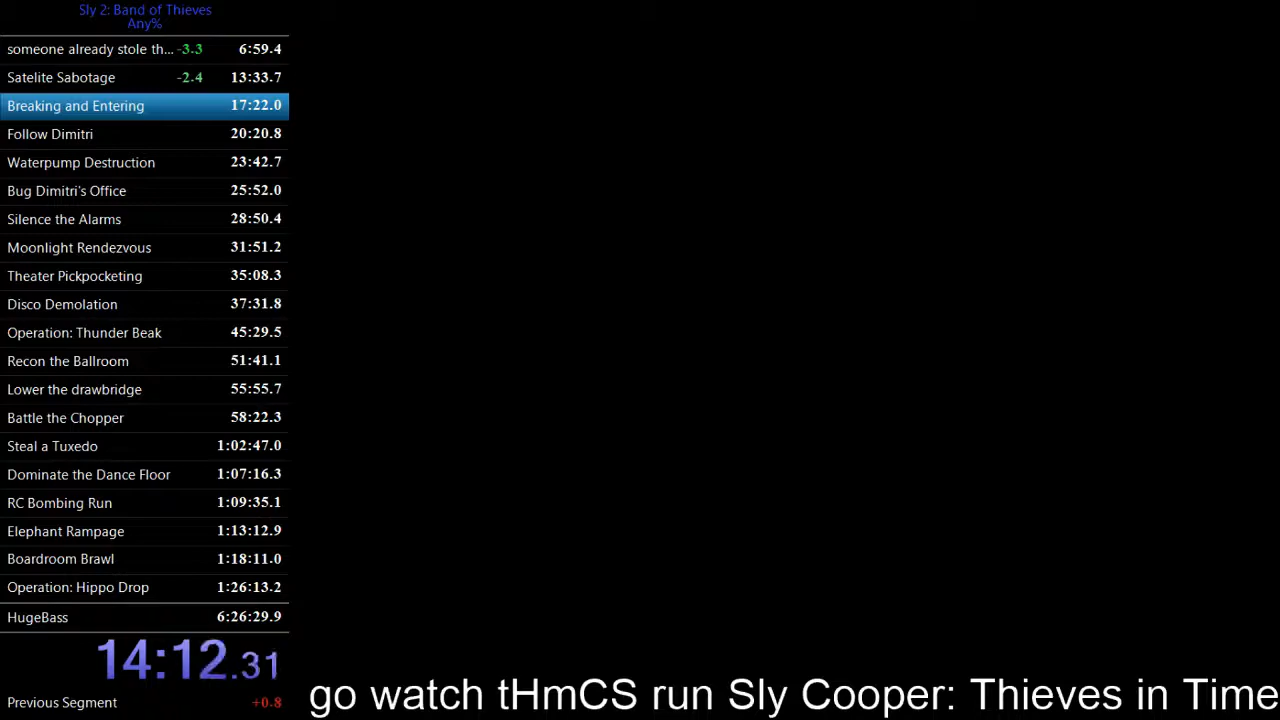 Sly 2: Band of Thieves
Any%
someone already stole th... -3.3 6:59.4
Satelite Sabotage -2.4 13:33.7
Breaking and Entering 17:22.0
Follow Dimitri 20:20.8
Waterpump Destruction 23:42.7
Bug Dimitri's Office 25:52.0
Silence the Alarms 28:50.4
Moonlight Rendezvous 31:51.2
Theater Pickpocketing 35:08.3
Disco Demolation 37:31.8
Operation: Thunder Beak 45:29.5
Recon the Ballroom 51:41.1
Lower the drawbridge 55:55.7
Battle the Chopper 58:22.3
Steal a Tuxedo 1:02:47.0
Dominate the Dance Floor 1:07:16.3
RC Bombing Run 1:09:35.1
Elephant Rampage 1:13:12.9
Boardroom Brawl 1:18:11.0
Operation: Hippo Drop 1:26:13.2
HugeBass 6:26:29.9
14:12.31
Previous Segment +0.8
go watch tHmCS run Sly Cooper: Thieves in Time